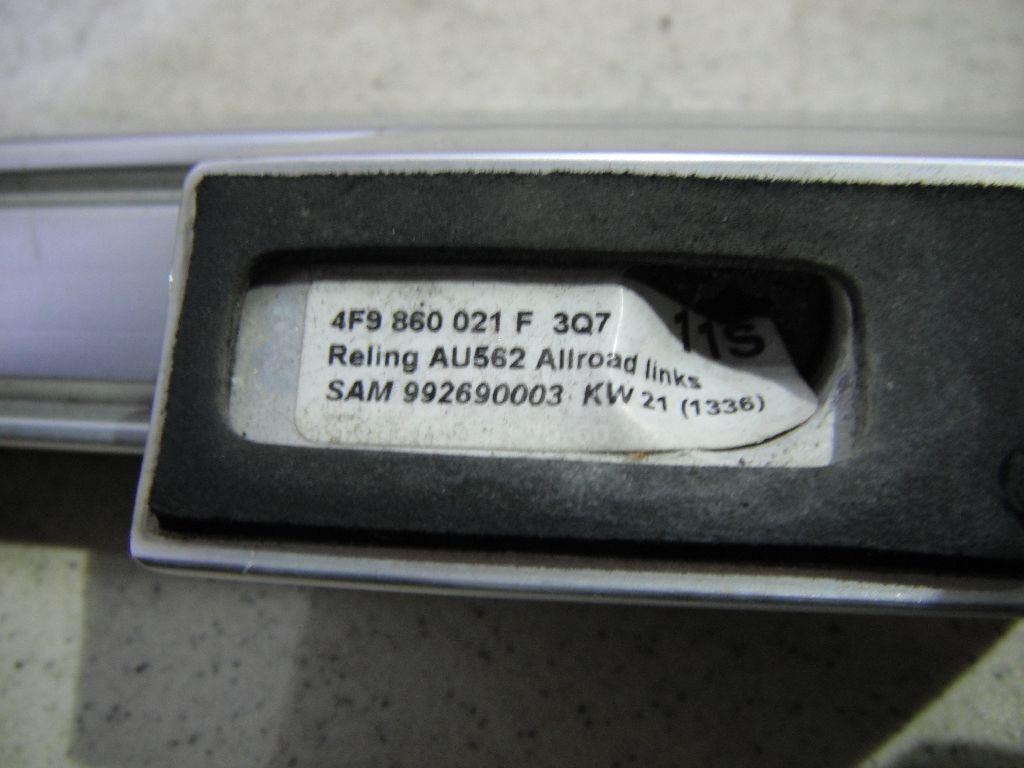 4F9 860 021 F 3Q7
11S
Reling AU562 Allroad links
SAM 992690003 KW 21 (1336)